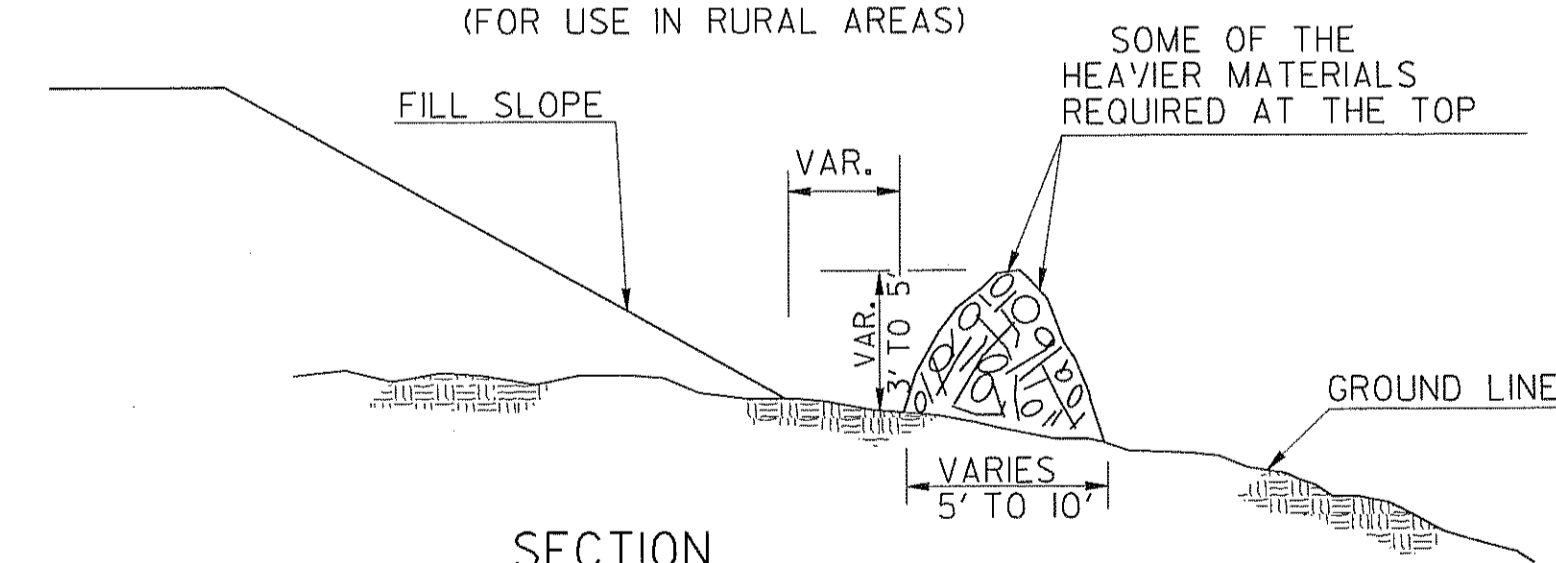 (FOR USE IN RURAL AREAS)
SOME OF THE
HEAVIER MATERIALS
REQUIRED AT THE TOP
FILL SLOPE
VAR.
VAR.
3' TO 5'
GROUND LINE
VARIES
5' TO 10'
SECTION